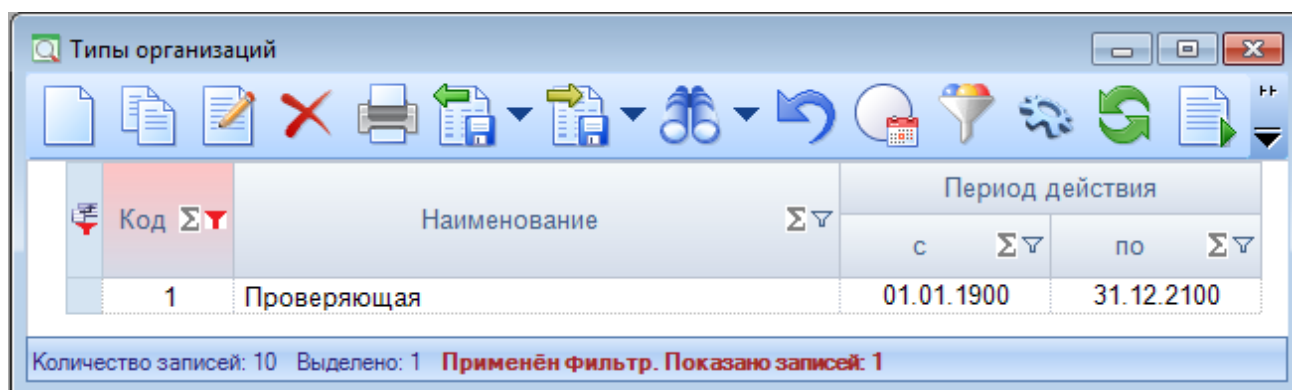 Типы организаций
Код Наименование Период действия
с по
1 Проверяющая 01.01.1900 31.12.2100
Количество записей: 10 Выделено: 1 Применён фильтр. Показано записей: 1